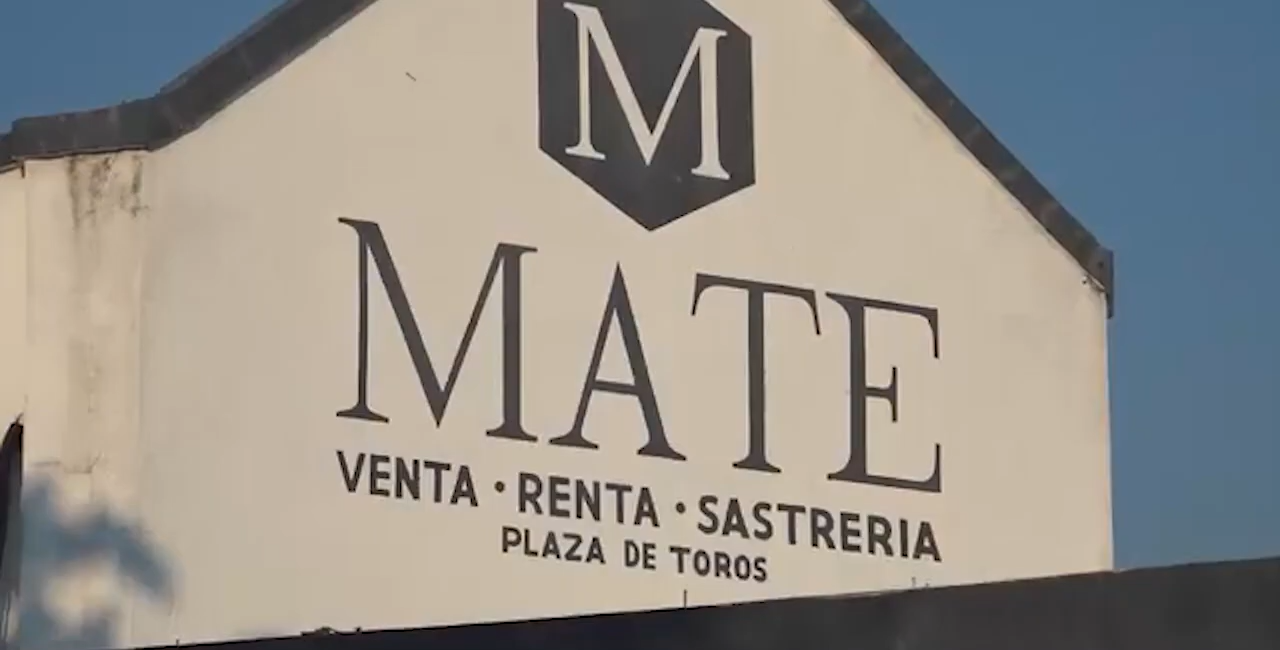 M
MATE
VENTA · RENTA · SASTRERIA
PLAZA DE TOROS